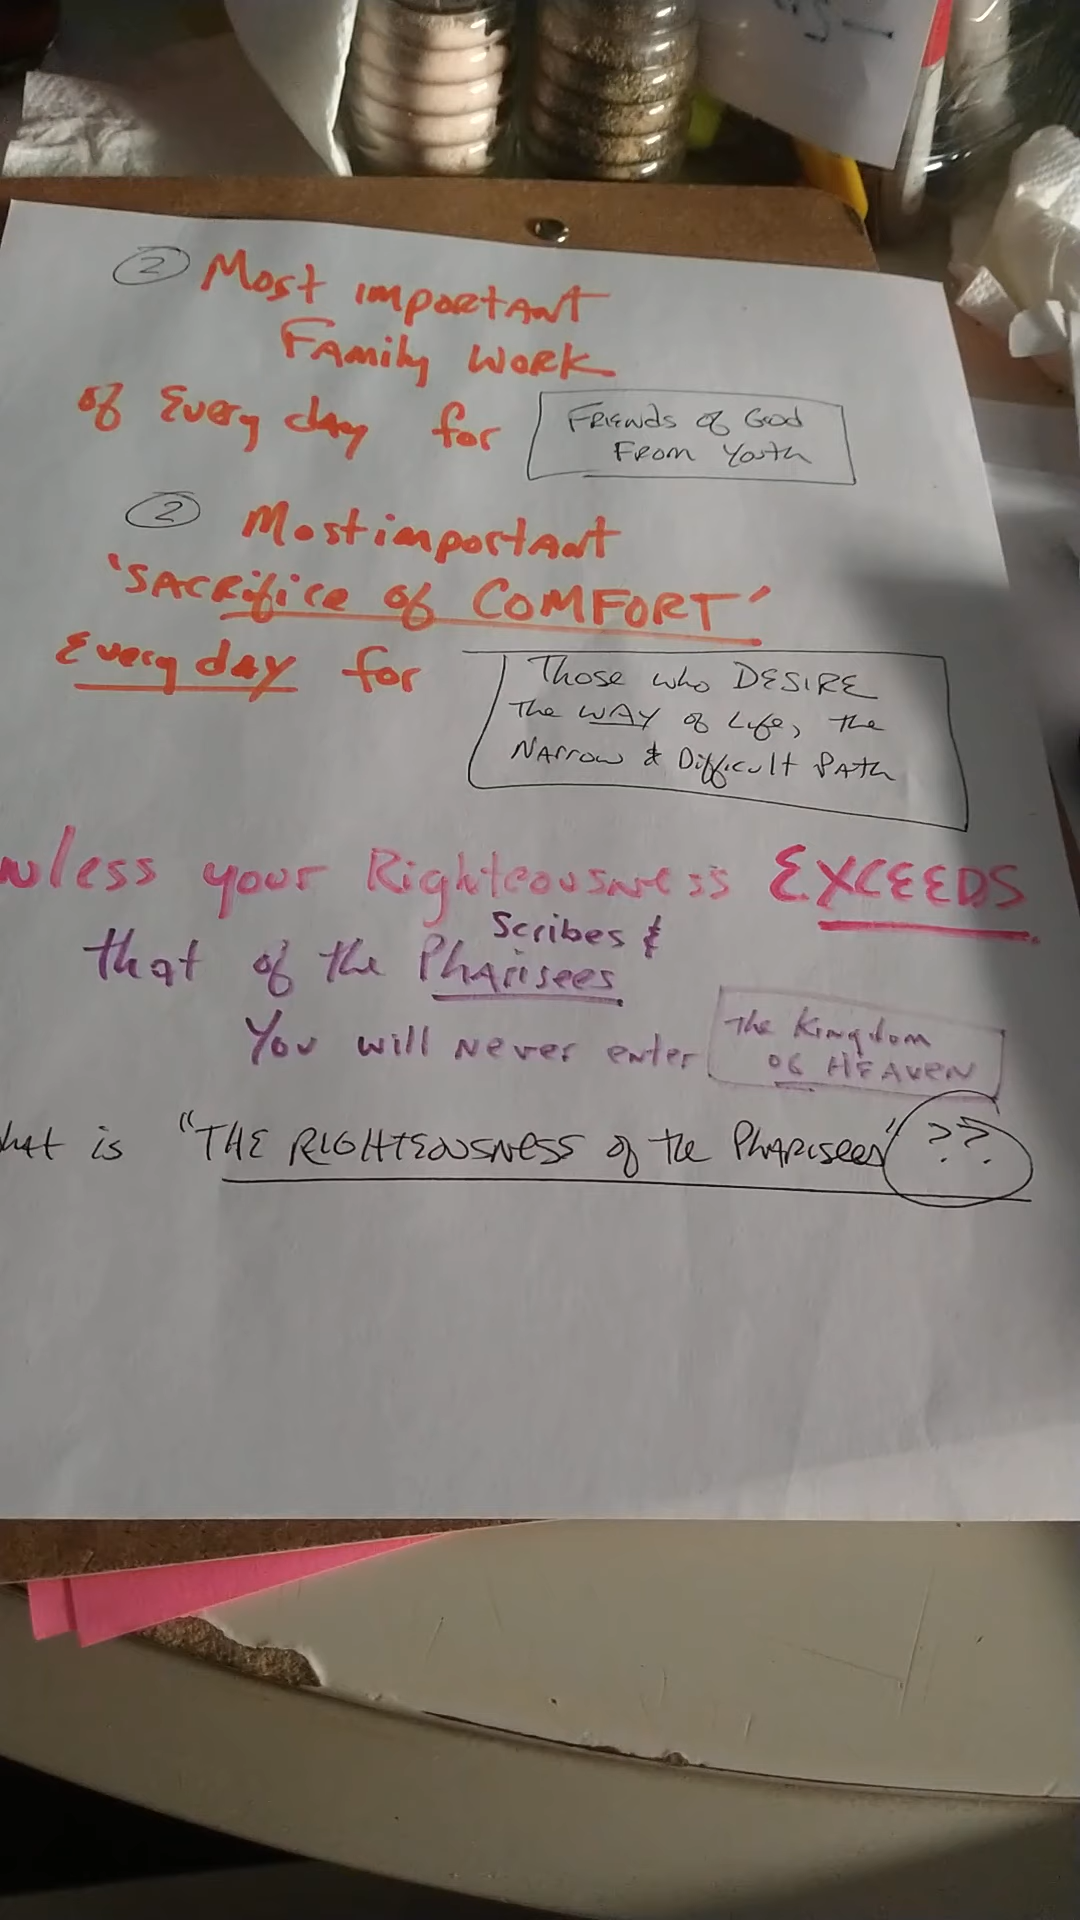 ② Most important
Family Work
of Every day for
Friends of God
From Youth
② Most important
'SACRifice of COMFORT'
Every day for
Those who DESIRE
The WAY of Life, the
Narrow & Difficult Path
nless your Righteousness EXCEEDS
Scribes &
that of the Pharisees
You will never enter
The Kingdom
of HEAVEN
hat is "THE RIGHTEOUSNESS of the Pharisees" ??